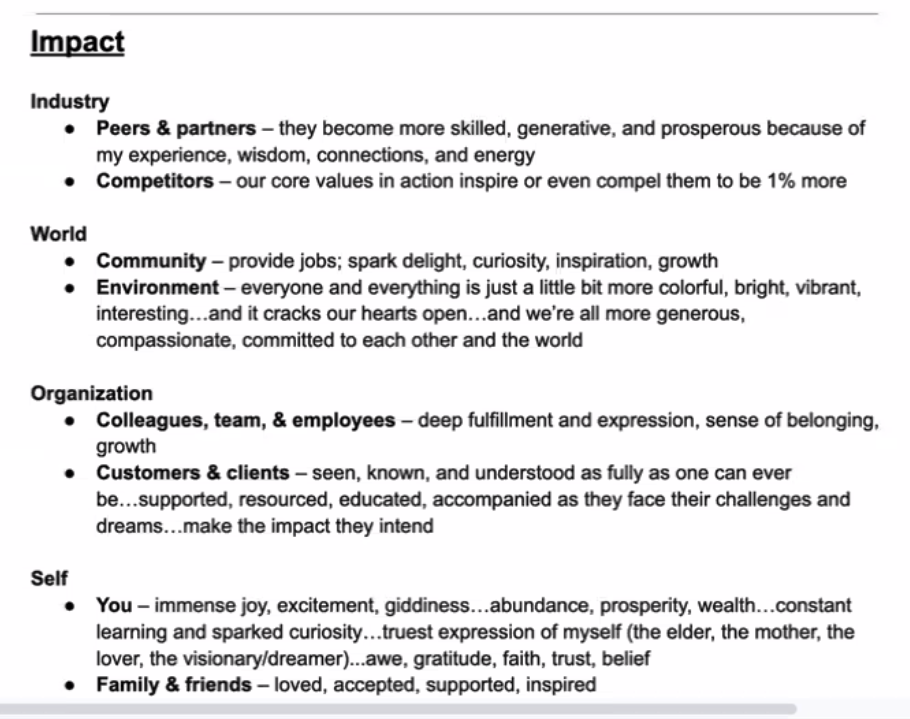 Impact
Industry
● Peers & partners – they become more skilled, generative, and prosperous because of
my experience, wisdom, connections, and energy
● Competitors – our core values in action inspire or even compel them to be 1% more
World
● Community – provide jobs; spark delight, curiosity, inspiration, growth
● Environment – everyone and everything is just a little bit more colorful, bright, vibrant,
interesting…and it cracks our hearts open…and we're all more generous,
compassionate, committed to each other and the world
Organization
● Colleagues, team, & employees – deep fulfillment and expression, sense of belonging,
growth
● Customers & clients – seen, known, and understood as fully as one can ever
be…supported, resourced, educated, accompanied as they face their challenges and
dreams…make the impact they intend
Self
● You – immense joy, excitement, giddiness…abundance, prosperity, wealth…constant
learning and sparked curiosity…truest expression of myself (the elder, the mother, the
lover, the visionary/dreamer)...awe, gratitude, faith, trust, belief
● Family & friends – loved, accepted, supported, inspired